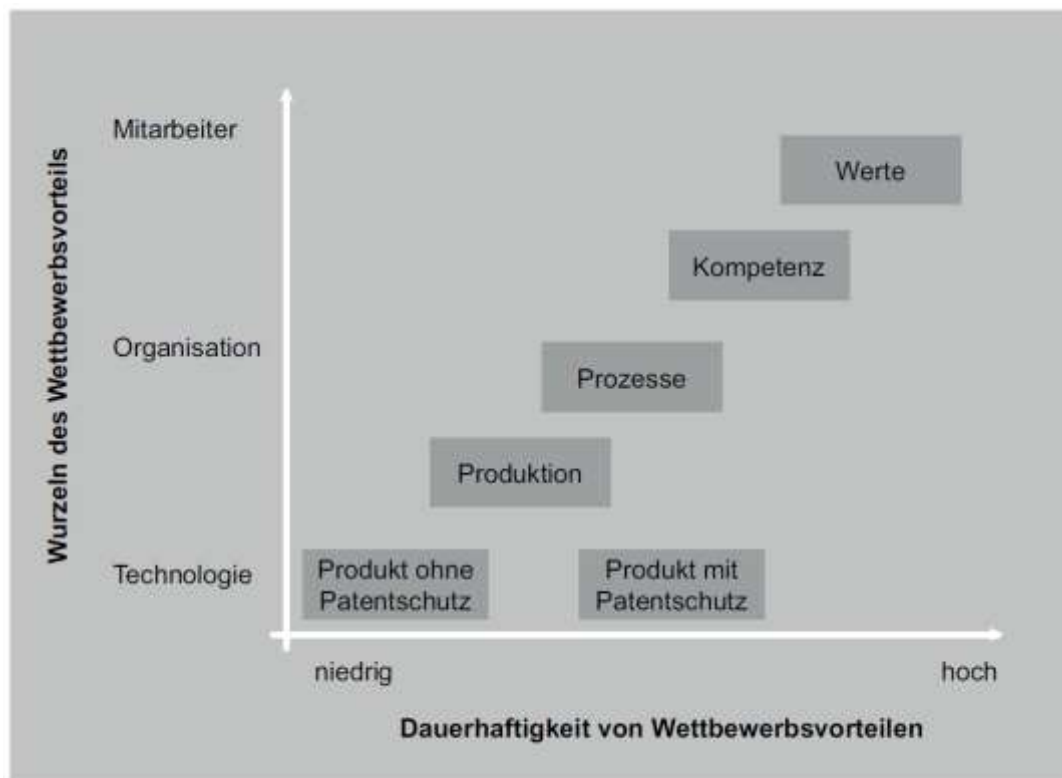 Wurzeln des Wettbewerbsvorteils
Mitarbeiter
Werte
Kompetenz
Organisation
Prozesse
Produktion
Technologie
Produkt ohne
Patentschutz
Produkt mit
Patentschutz
niedrig
hoch
Dauerhaftigkeit von Wettbewerbsvorteilen